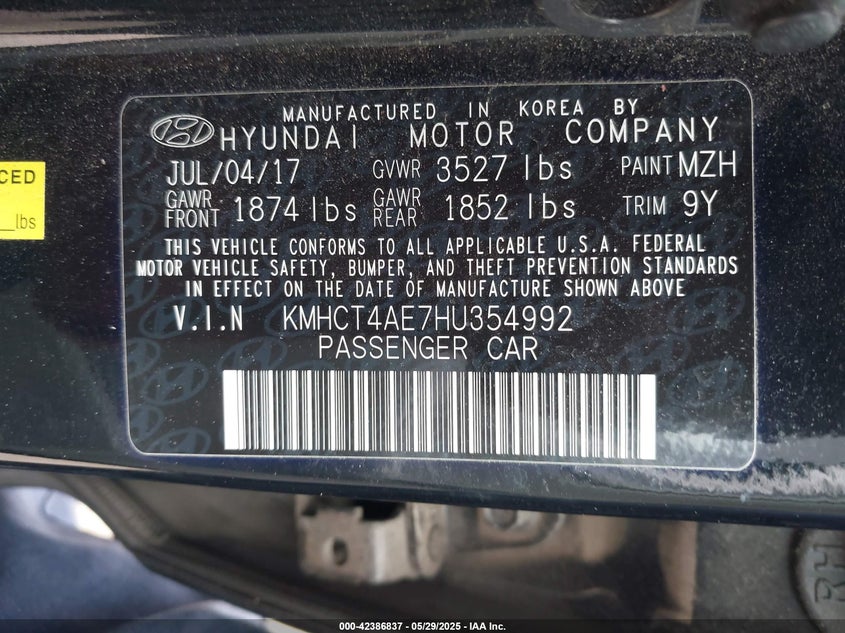 MANUFACTURED IN KOREA BY
HYUNDAI MOTOR COMPANY
JUL/04/17 GVWR 3527 lbs PAINT MZH
GAWR FRONT 1874 lbs GAWR REAR 1852 lbs TRIM 9Y
THIS VEHICLE CONFORMS TO ALL APPLICABLE U.S.A. FEDERAL
MOTOR VEHICLE SAFETY, BUMPER, AND THEFT PREVENTION STANDARDS
IN EFFECT ON THE DATE OF MANUFACTURE SHOWN ABOVE
V.I.N KMHCT4AE7HU354992
PASSENGER CAR
CED
lbs
RH
000-42386837 - 05/29/2025 - IAA Inc.